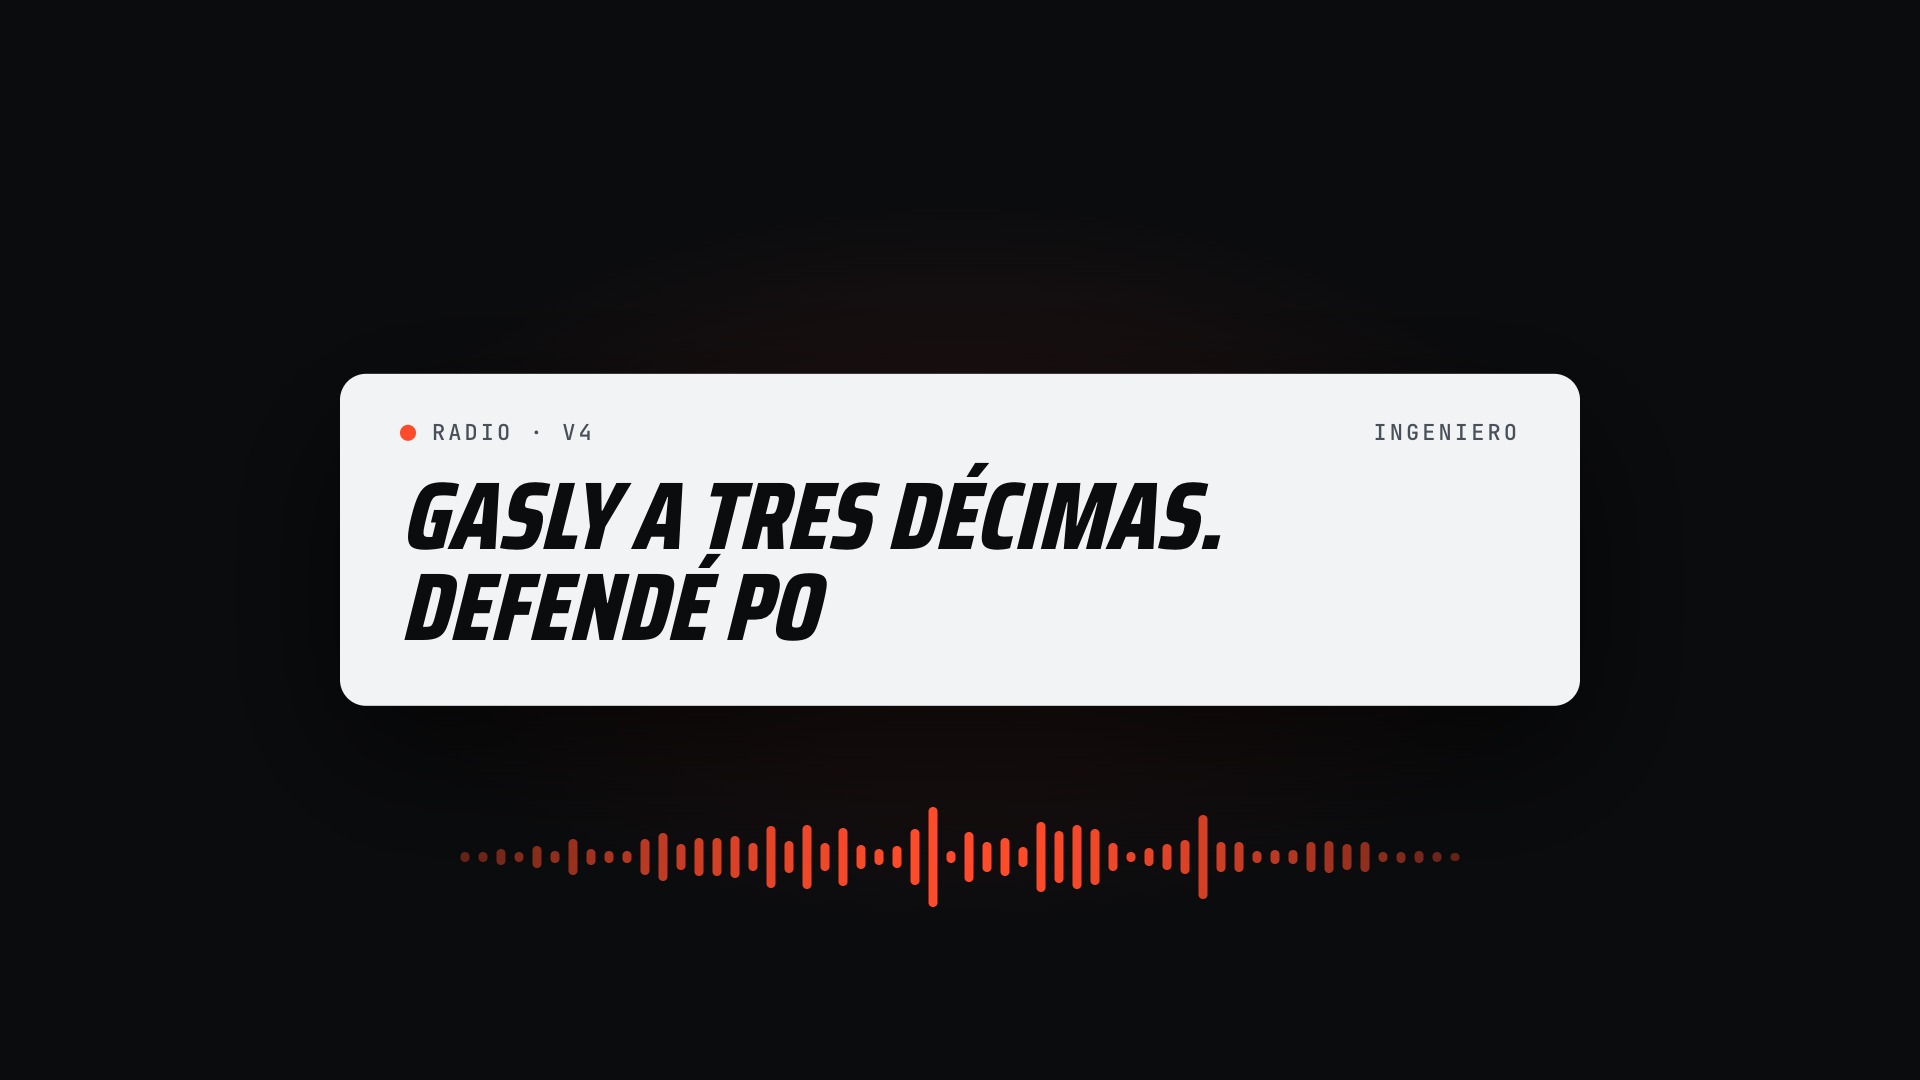 RADIO · V4
INGENIERO
GASLY A TRES DÉCIMAS.
DEFENDÉ PO